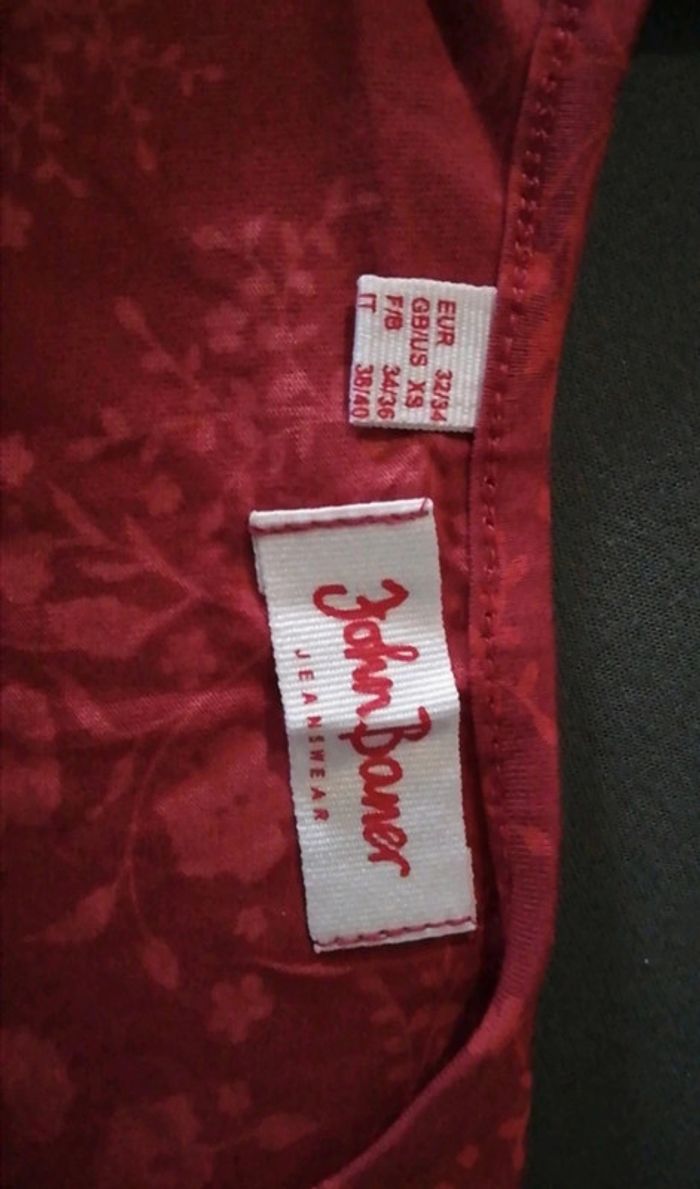 EUR 32/34
GB/US XS
F/B 34/36
IT 38/40
John Baner
JEANSWEAR